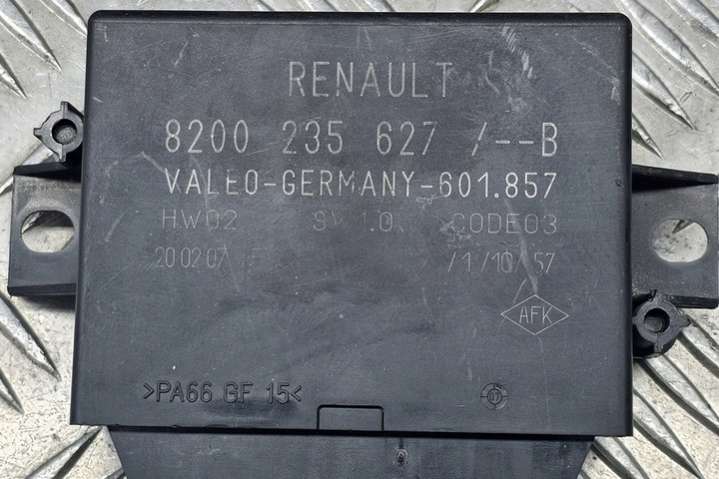 RENAULT
8200 235 627 /--B
VALEO-GERMANY-601.857
HW02 1.0 CODE03
200207 /1/10/57
AFK
>PA66 GF 15<